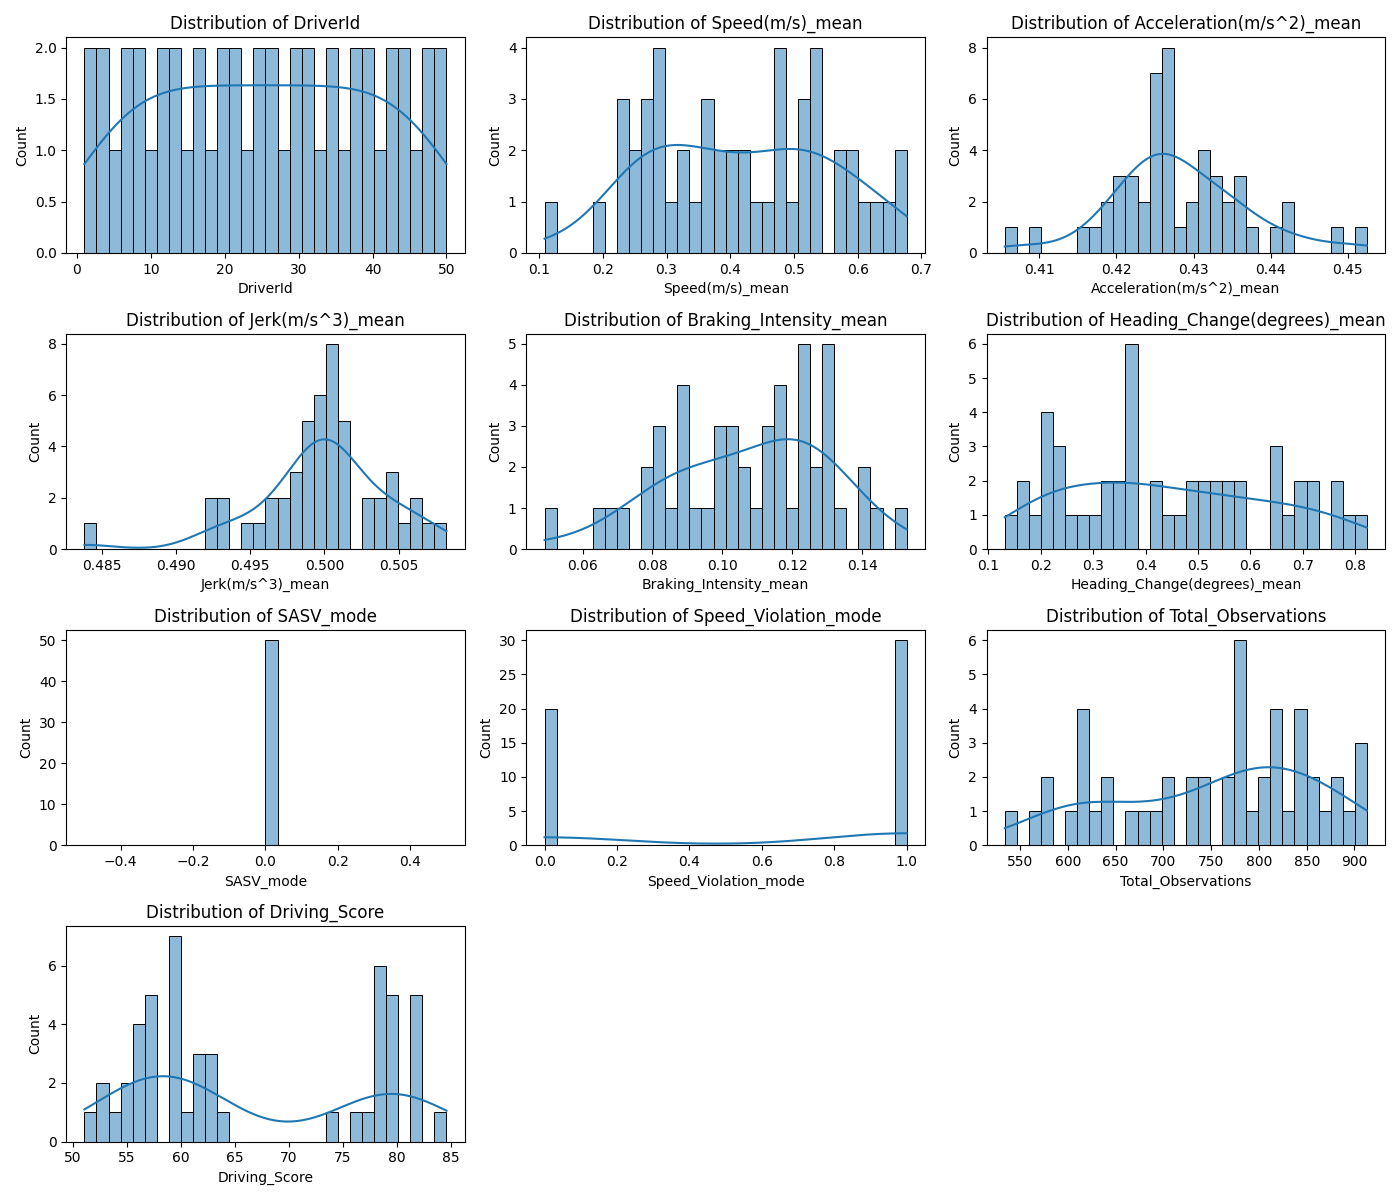 Distribution of DriverId
Count
2.0
1.5
1.0
0.5
0.0
0 10 20 30 40 50
DriverId
Distribution of Speed(m/s)_mean
Count
4
3
2
1
0
0.1 0.2 0.3 0.4 0.5 0.6 0.7
Speed(m/s)_mean
Distribution of Acceleration(m/s^2)_mean
Count
8
6
4
2
0
0.41 0.42 0.43 0.44 0.45
Acceleration(m/s^2)_mean
Distribution of Jerk(m/s^3)_mean
Count
8
6
4
2
0
0.485 0.490 0.495 0.500 0.505
Jerk(m/s^3)_mean
Distribution of Braking_Intensity_mean
Count
5
4
3
2
1
0
0.06 0.08 0.10 0.12 0.14
Braking_Intensity_mean
Distribution of Heading_Change(degrees)_mean
Count
6
5
4
3
2
1
0
0.1 0.2 0.3 0.4 0.5 0.6 0.7 0.8
Heading_Change(degrees)_mean
Distribution of SASV_mode
Count
50
40
30
20
10
0
−0.4 −0.2 0.0 0.2 0.4
SASV_mode
Distribution of Speed_Violation_mode
Count
30
25
20
15
10
5
0
0.0 0.2 0.4 0.6 0.8 1.0
Speed_Violation_mode
Distribution of Total_Observations
Count
6
5
4
3
2
1
0
550 600 650 700 750 800 850 900
Total_Observations
Distribution of Driving_Score
Count
6
4
2
0
50 55 60 65 70 75 80 85
Driving_Score